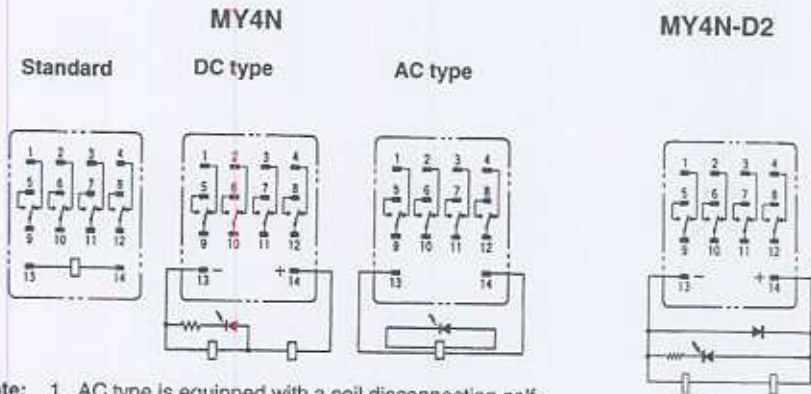 MY4N
MY4N-D2
Standard
DC type
AC type
1 2 3 4
5 6 7 8
9 10 11 12
13 14
1 2 3 4
5 6 7 8
9 10 11 12
13 − + 14
1 2 3 4
5 6 7 8
9 10 11 12
13 14
1 2 3 4
5 6 7 8
9 10 11 12
13 − + 14
1. AC type is equipped with a coil disconnection self